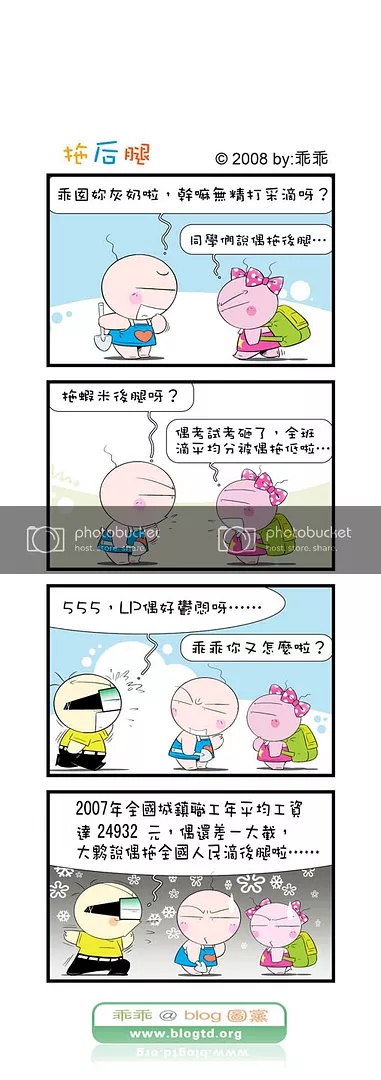 拖后腿
© 2008 by:乖乖
乖囡妳灰奶啦，幹嘛無精打采滴呀？
同學們說偶拖後腿…
拖蝦米後腿呀？
偶考試考砸了，全班
滴平均分被偶拖低啦…
photobucket
host. store. share.
photobucket
host. store. share.
555，LP偶好鬱悶呀……
乖乖你又怎麼啦？
2007年全國城鎮職工年平均工資
達 24932 元，偶還差一大截，
大夥說偶拖全國人民滴後腿啦……
乖乖 @ blog 圖黨
www.blogtd.org